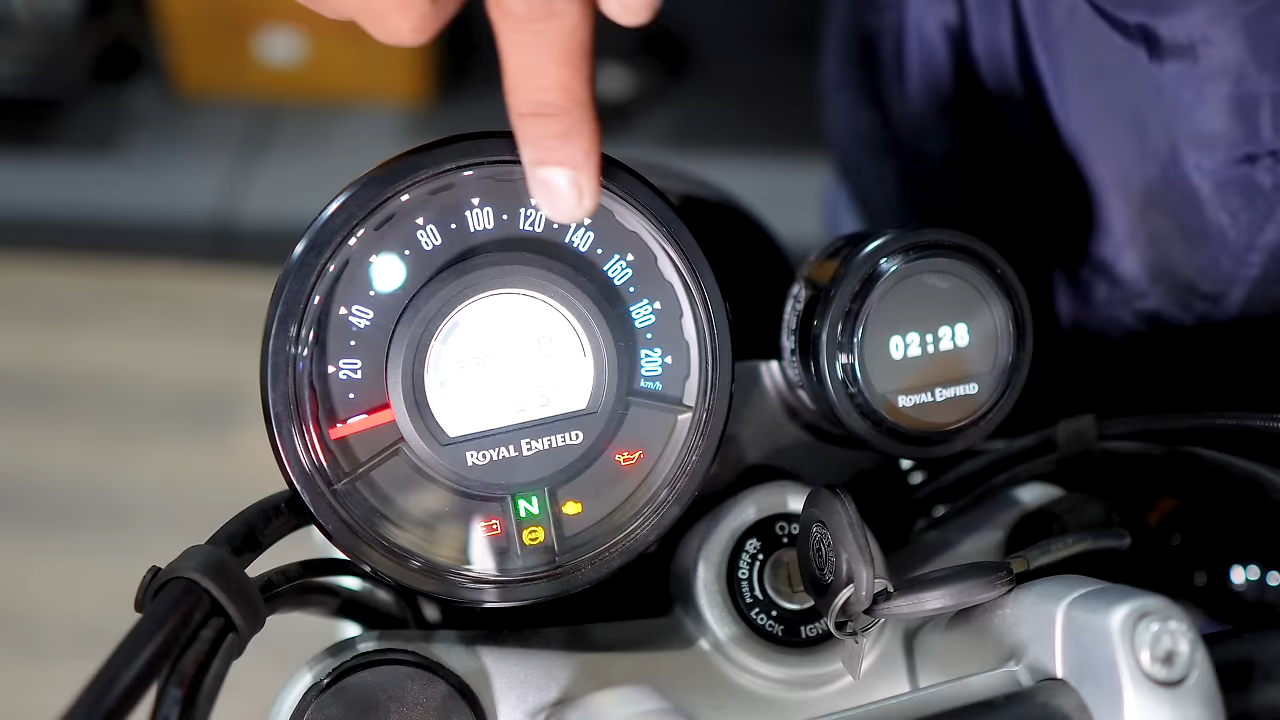 20
40
80
100
120
140
160
180
200
km/h
ROYAL ENFIELD
N
ABS
02:28
ROYAL ENFIELD
OFF
PUSH
LOCK